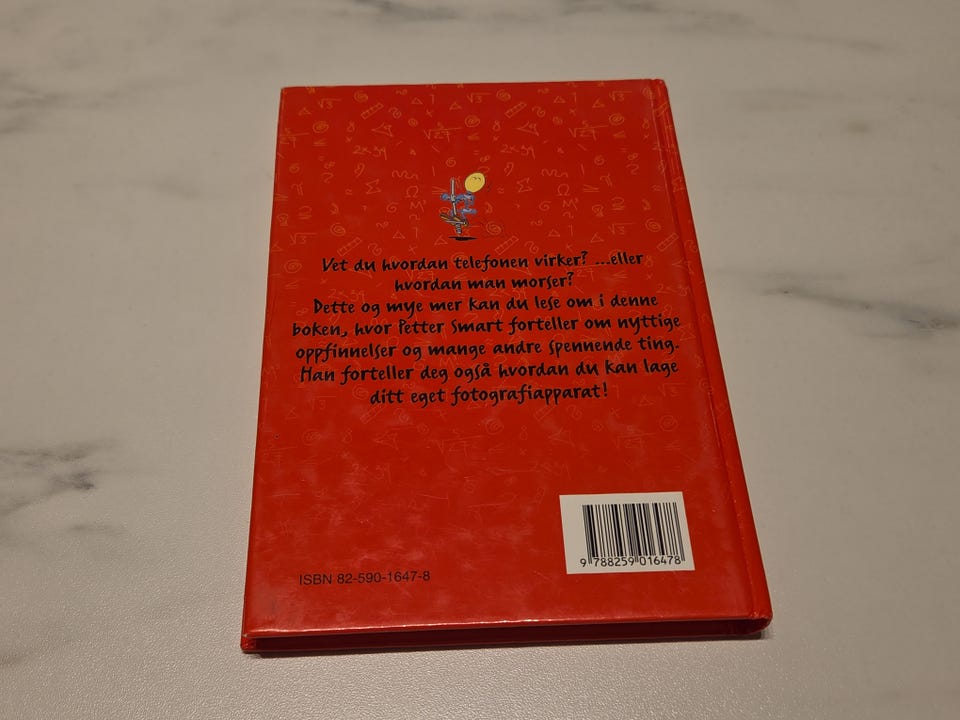 Vet du hvordan telefonen virker? ...eller
hvordan man morser?
Dette og mye mer kan du lese om i denne
boken, hvor Petter Smart forteller om nyttige
oppfinnelser og mange andre spennende ting.
Han forteller deg også hvordan du kan lage
ditt eget fotografiapparat!
ISBN 82-590-1647-8
9 788259 016478